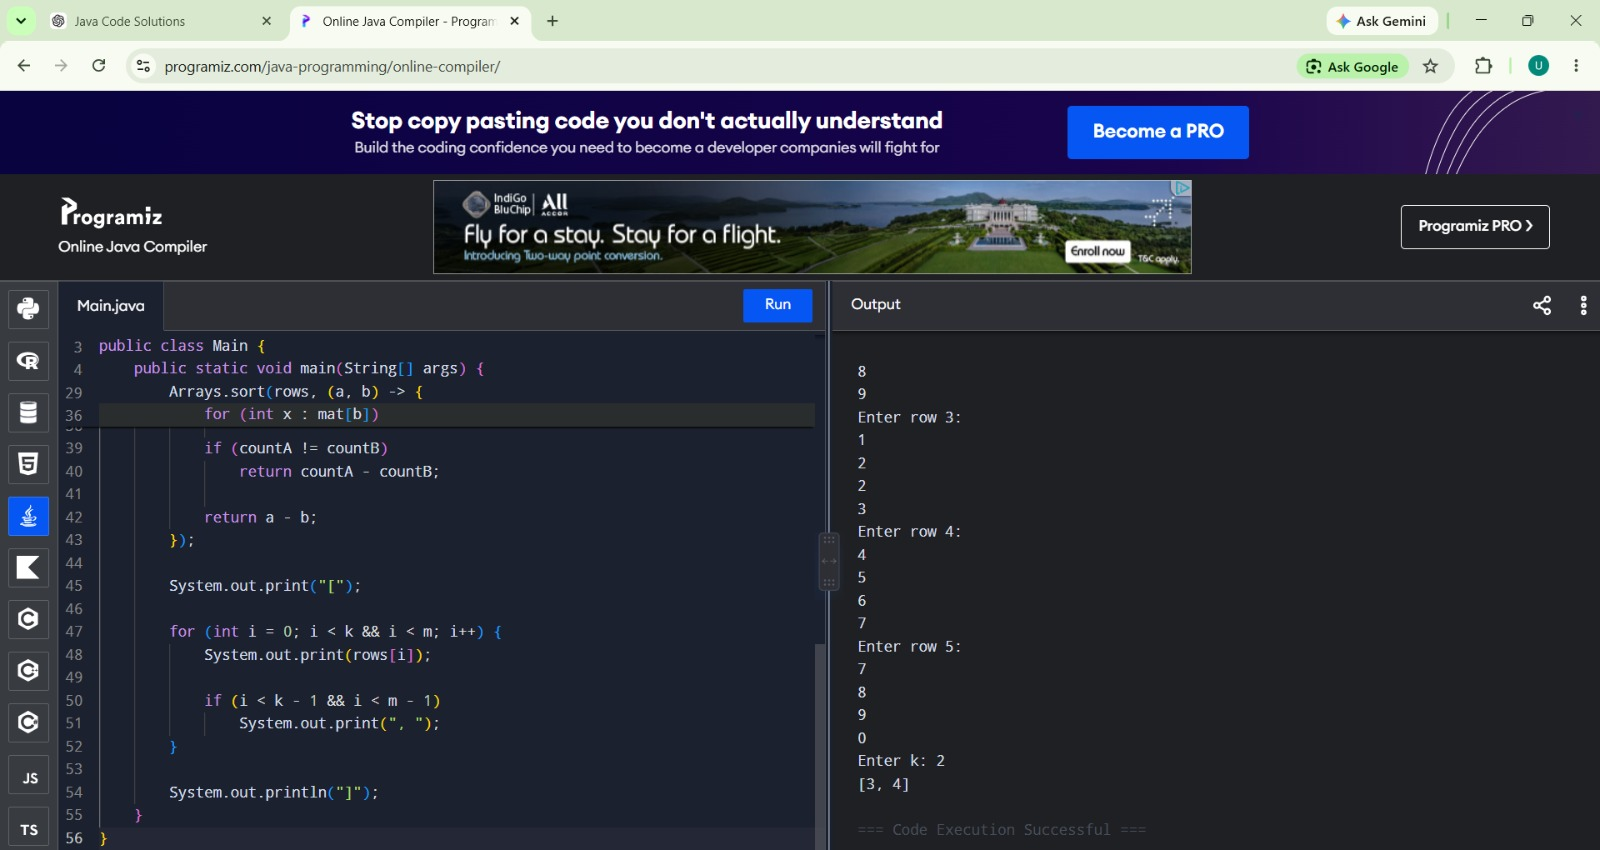 Java Code Solutions
Online Java Compiler - Program
Ask Gemini
programiz.com/java-programming/online-compiler/
Ask Google
U
Stop copy pasting code you don't actually understand
Build the coding confidence you need to become a developer companies will fight for
Become a PRO
Programiz
Online Java Compiler
IndiGo BluChip | ALL ACCOR
Fly for a stay. Stay for a flight.
Introducing Two-way point conversion.
Enroll now
T&C apply.
Programiz PRO >
Main.java
Run
Output
3 public class Main {
4 public static void main(String[] args) {
29 Arrays.sort(rows, (a, b) -> {
36 for (int x : mat[b])
39 if (countA != countB)
40 return countA - countB;
41
42 return a - b;
43 });
44
45 System.out.print("[");
46
47 for (int i = 0; i < k && i < m; i++) {
48 System.out.print(rows[i]);
49
50 if (i < k - 1 && i < m - 1)
51 System.out.print(", ");
52 }
53
54 System.out.println("]");
55 }
56 }
JS
TS
8
9
Enter row 3:
1
2
2
3
Enter row 4:
4
5
6
7
Enter row 5:
7
8
9
0
Enter k: 2
[3, 4]
=== Code Execution Successful ===